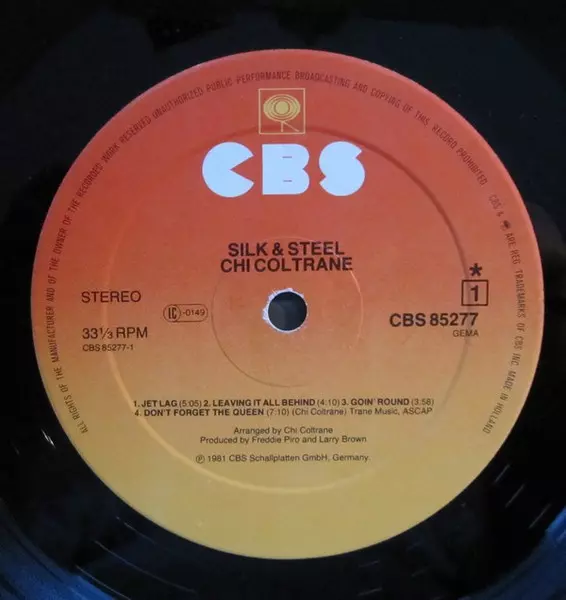 ALL RIGHTS OF THE MANUFACTURER AND OF THE OWNER OF THE RECORDED WORK RESERVED UNAUTHORIZED PUBLIC PERFORMANCE BROADCASTING AND COPYING OF THIS RECORD PROHIBITED
CBS & ARE REG. TRADEMARKS OF CBS INC. MADE IN HOLLAND
CBS
SILK & STEEL
CHI COLTRANE
STEREO
LC -0149
33⅓ RPM
CBS 85277-1
*
1
CBS 85277
GEMA
1. JET LAG (5:05) 2. LEAVING IT ALL BEHIND (4:10) 3. GOIN' ROUND (3:58)
4. DON'T FORGET THE QUEEN (7:10) (Chi Coltrane) Trane Music, ASCAP
Arranged by Chi Coltrane
Produced by Freddie Piro and Larry Brown
℗ 1981 CBS Schallplatten GmbH, Germany.